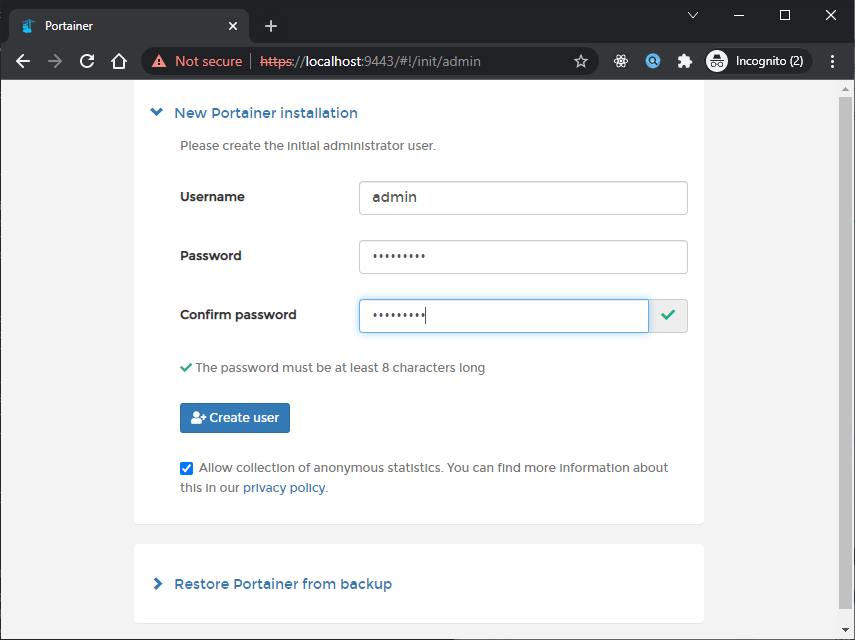 Portainer
Not secure https://localhost:9443/#!/init/admin Incognito (2)
New Portainer installation
Please create the initial administrator user.
Username admin
Password •••••••••
Confirm password •••••••••
The password must be at least 8 characters long
Create user
Allow collection of anonymous statistics. You can find more information about
this in our privacy policy.
Restore Portainer from backup